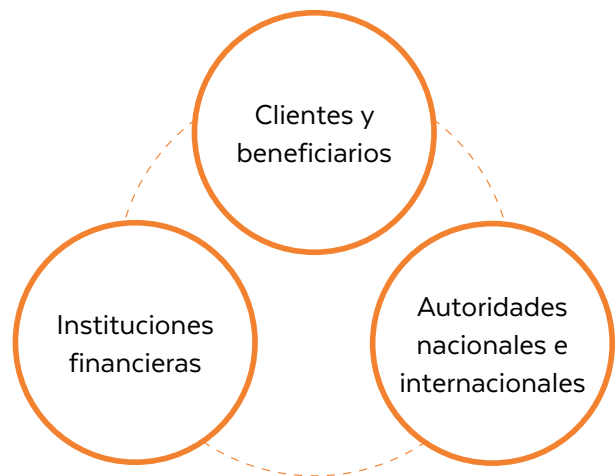 Clientes y
beneficiarios
Instituciones
financieras
Autoridades
nacionales e
internacionales